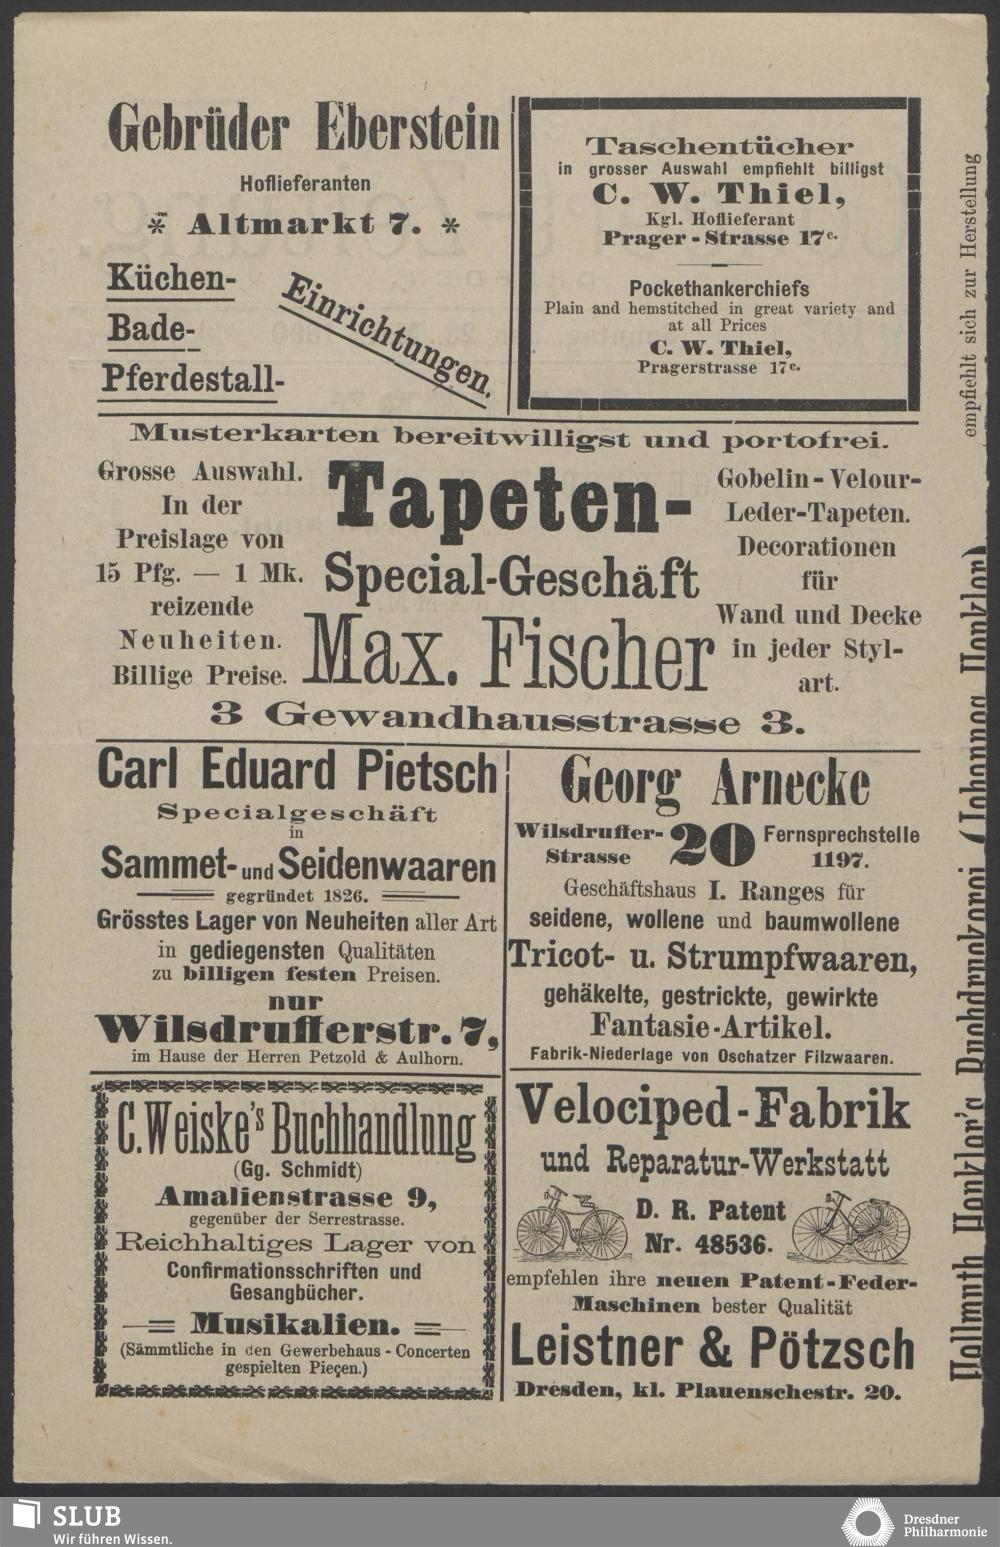 Gebrüder Eberstein
Hoflieferanten
* Altmarkt 7. *
Küchen-
Bade-
Pferdestall-
Einrichtungen.
Taschentücher
in grosser Auswahl empfiehlt billigst
C. W. Thiel,
Kgl. Hoflieferant
Prager-Strasse 17c.
Pockethankerchiefs
Plain and hemstitched in great variety and
at all Prices
C. W. Thiel,
Pragerstrasse 17c.
Musterkarten bereitwilligst und portofrei.
Grosse Auswahl.
In der
Preislage von
15 Pfg. — 1 Mk.
reizende
Neuheiten.
Billige Preise.
Tapeten-
Special-Geschäft
Max. Fischer
Gobelin-Velour-
Leder-Tapeten.
Decorationen
für
Wand und Decke
in jeder Styl-
art.
3 Gewandhausstrasse 3.
Carl Eduard Pietsch
Specialgeschäft
in
Sammet- und Seidenwaaren
gegründet 1826.
Grösstes Lager von Neuheiten aller Art
in gediegensten Qualitäten
zu billigen festen Preisen.
nur
Wilsdrufferstr. 7,
im Hause der Herren Petzold & Aulhorn.
Georg Arnecke
Wilsdruffer-
Strasse
20
Fernsprechstelle
1197.
Geschäftshaus I. Ranges für
seidene, wollene und baumwollene
Tricot- u. Strumpfwaaren,
gehäkelte, gestrickte, gewirkte
Fantasie-Artikel.
Fabrik-Niederlage von Oschatzer Filzwaaren.
C. Weiske's Buchhandlung
(Gg. Schmidt)
Amalienstrasse 9,
gegenüber der Serrestrasse.
Reichhaltiges Lager von
Confirmationsschriften und
Gesangbücher.
Musikalien.
(Sämmtliche in den Gewerbehaus-Concerten
gespielten Pieçen.)
Velociped-Fabrik
und Reparatur-Werkstatt
D. R. Patent
Nr. 48536.
empfehlen ihre neuen Patent-Feder-
Maschinen bester Qualität
Leistner & Pötzsch
Dresden, kl. Plauenschestr. 20.
Hellmuth Henkler's Buchdruckerei (Johannes Henkler)
empfiehlt sich zur Herstellung
SLUB
Wir führen Wissen.
Dresdner
Philharmonie